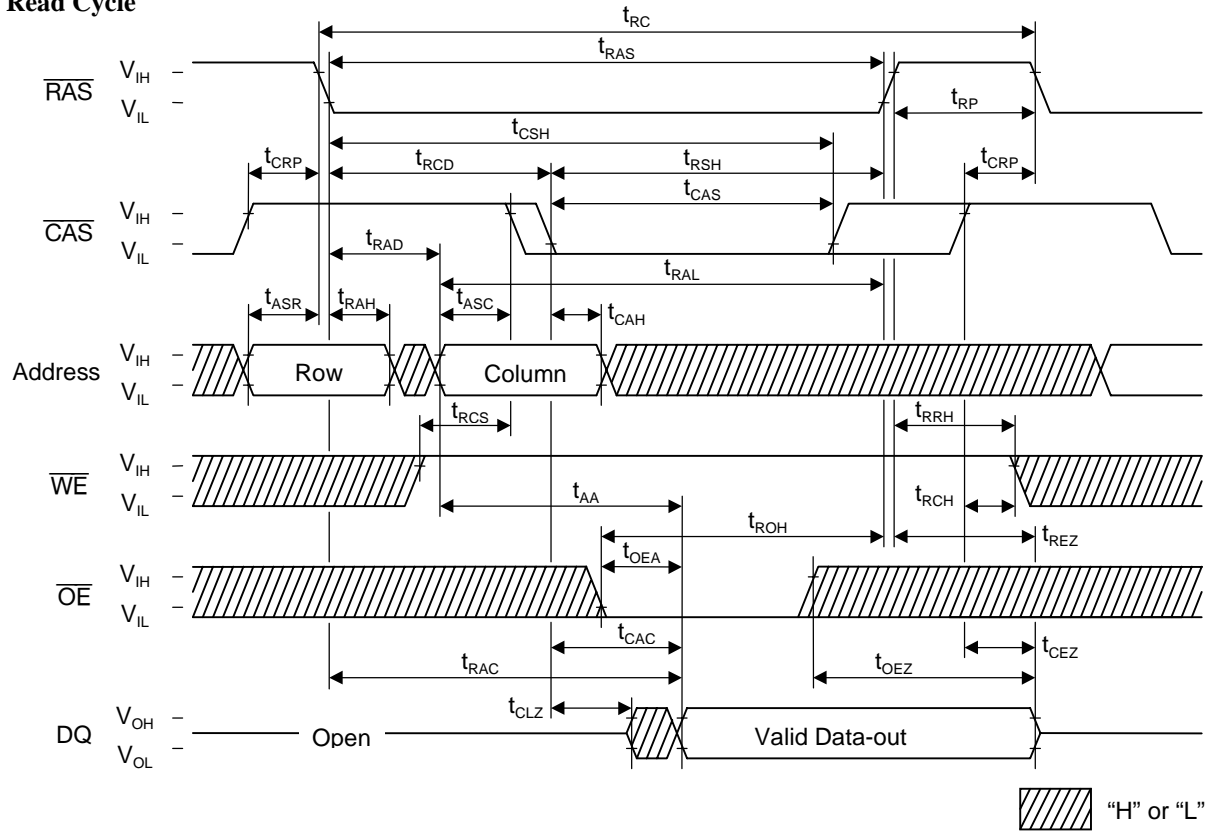 Read Cycle
tRC
RAS
VIH
VIL
tRAS
tRP
tCSH
tCRP
tRCD
tRSH
tCRP
tCAS
CAS
VIH
VIL
tRAD
tRAL
tASR
tRAH
tASC
tCAH
Address
VIH
VIL
Row
Column
tRCS
tRRH
WE
VIH
VIL
tAA
tRCH
tROH
tREZ
tOEA
OE
VIH
VIL
tCAC
tCEZ
tRAC
tOEZ
tCLZ
DQ
VOH
VOL
Open
Valid Data-out
“H” or “L”